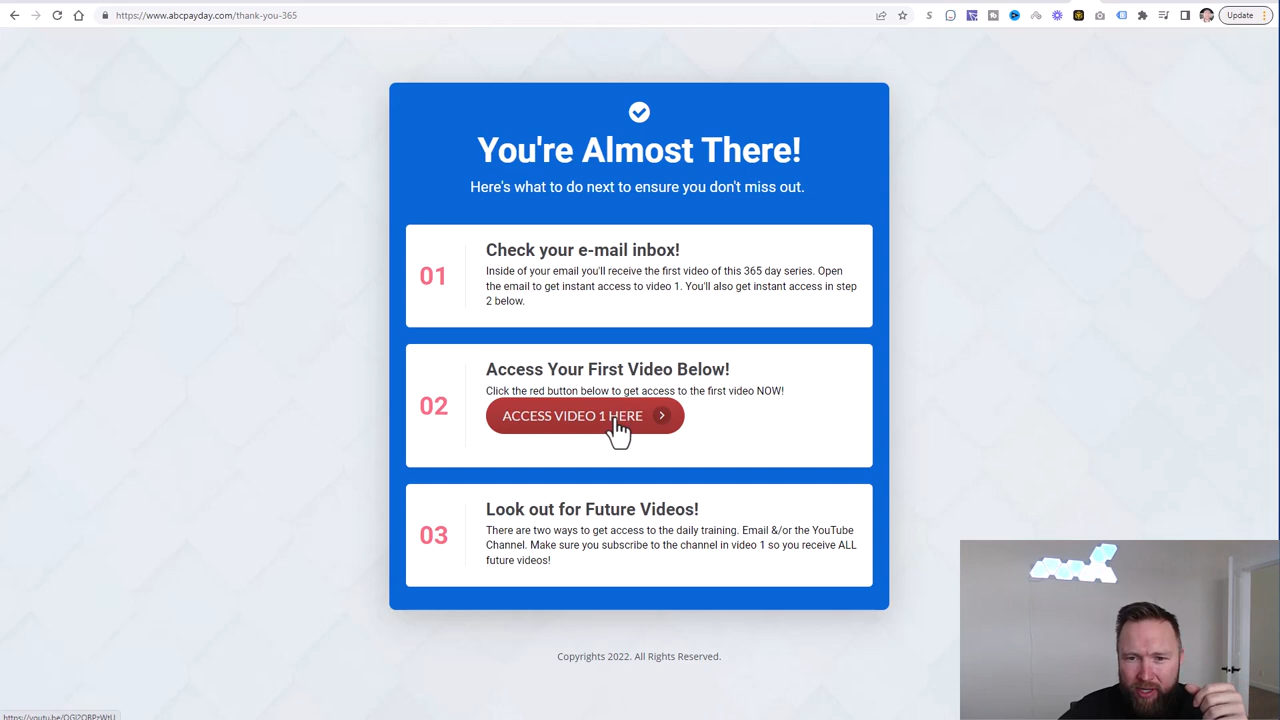 https://www.abcpayday.com/thank-you-365
Update
You're Almost There!
Here's what to do next to ensure you don't miss out.
01
Check your e-mail inbox!
Inside of your email you'll receive the first video of this 365 day series. Open
the email to get instant access to video 1. You'll also get instant access in step
2 below.
02
Access Your First Video Below!
Click the red button below to get access to the first video NOW!
ACCESS VIDEO 1 HERE
03
Look out for Future Videos!
There are two ways to get access to the daily training. Email &/or the YouTube
Channel. Make sure you subscribe to the channel in video 1 so you receive ALL
future videos!
Copyrights 2022. All Rights Reserved.